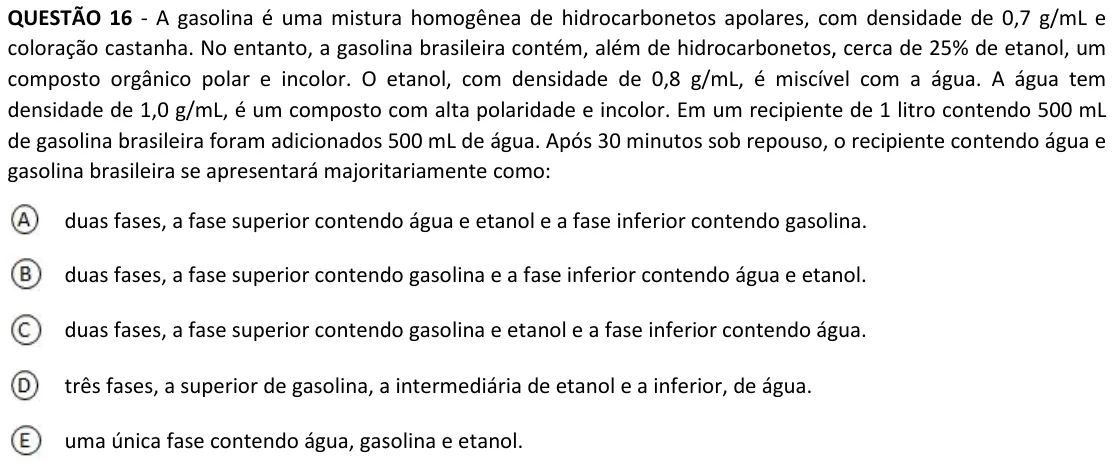 QUESTÃO 16 - A gasolina é uma mistura homogênea de hidrocarbonetos apolares, com densidade de 0,7 g/mL e
coloração castanha. No entanto, a gasolina brasileira contém, além de hidrocarbonetos, cerca de 25% de etanol, um
composto orgânico polar e incolor. O etanol, com densidade de 0,8 g/mL, é miscível com a água. A água tem
densidade de 1,0 g/mL, é um composto com alta polaridade e incolor. Em um recipiente de 1 litro contendo 500 mL
de gasolina brasileira foram adicionados 500 mL de água. Após 30 minutos sob repouso, o recipiente contendo água e
gasolina brasileira se apresentará majoritariamente como:
A duas fases, a fase superior contendo água e etanol e a fase inferior contendo gasolina.
B duas fases, a fase superior contendo gasolina e a fase inferior contendo água e etanol.
C duas fases, a fase superior contendo gasolina e etanol e a fase inferior contendo água.
D três fases, a superior de gasolina, a intermediária de etanol e a inferior, de água.
E uma única fase contendo água, gasolina e etanol.